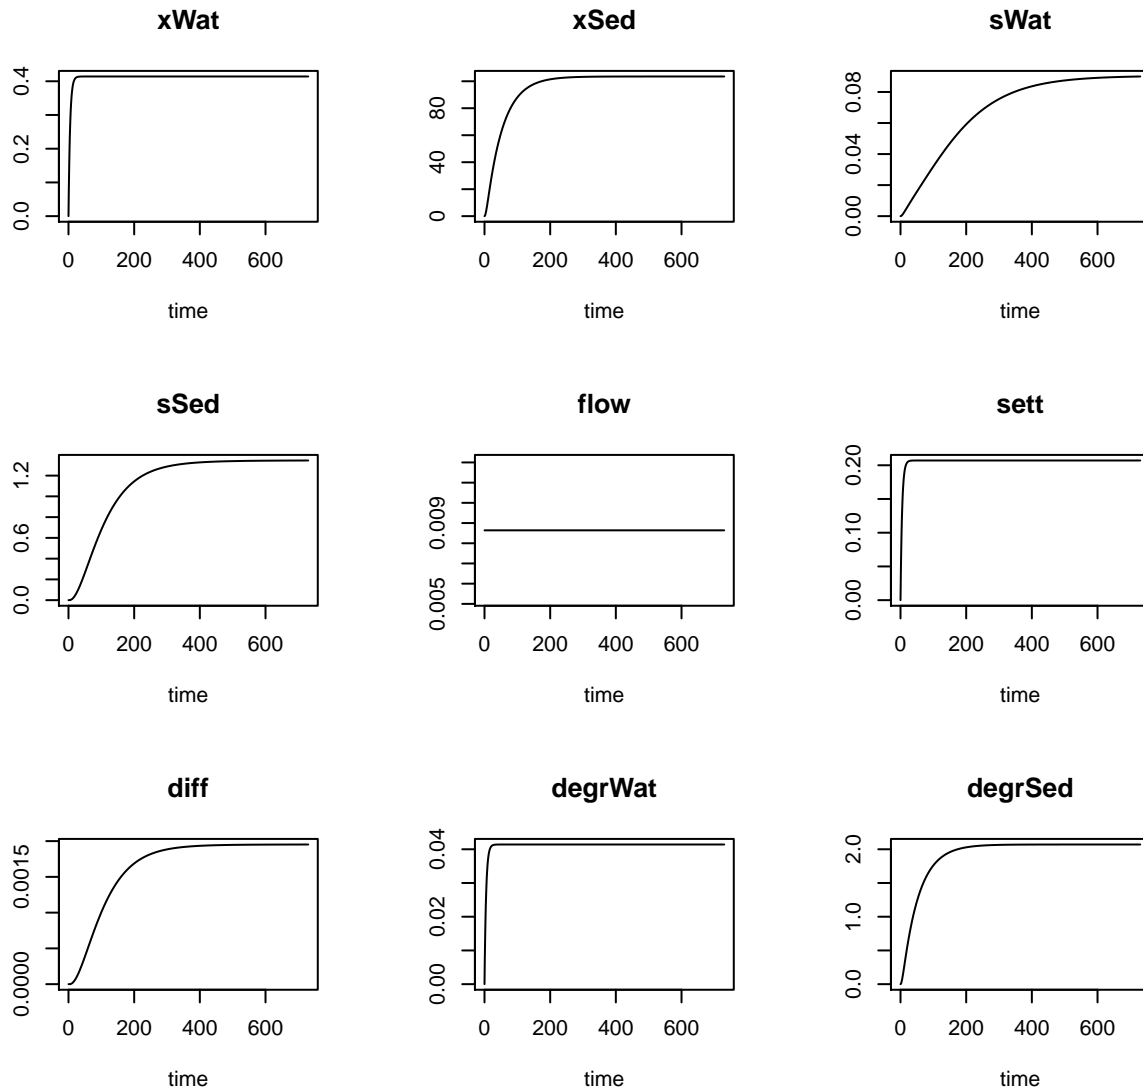 xWat
xSed
sWat
0.0 0.2 0.4
0 40 80
0.00 0.04 0.08
0 200 400 600
0 200 400 600
0 200 400 600
time
time
time
sSed
flow
sett
0.0 0.6 1.2
0.005 0.009
0.00 0.10 0.20
0 200 400 600
0 200 400 600
0 200 400 600
time
time
time
diff
degrWat
degrSed
0.0000 0.0015
0.00 0.02 0.04
0.0 1.0 2.0
0 200 400 600
0 200 400 600
0 200 400 600
time
time
time